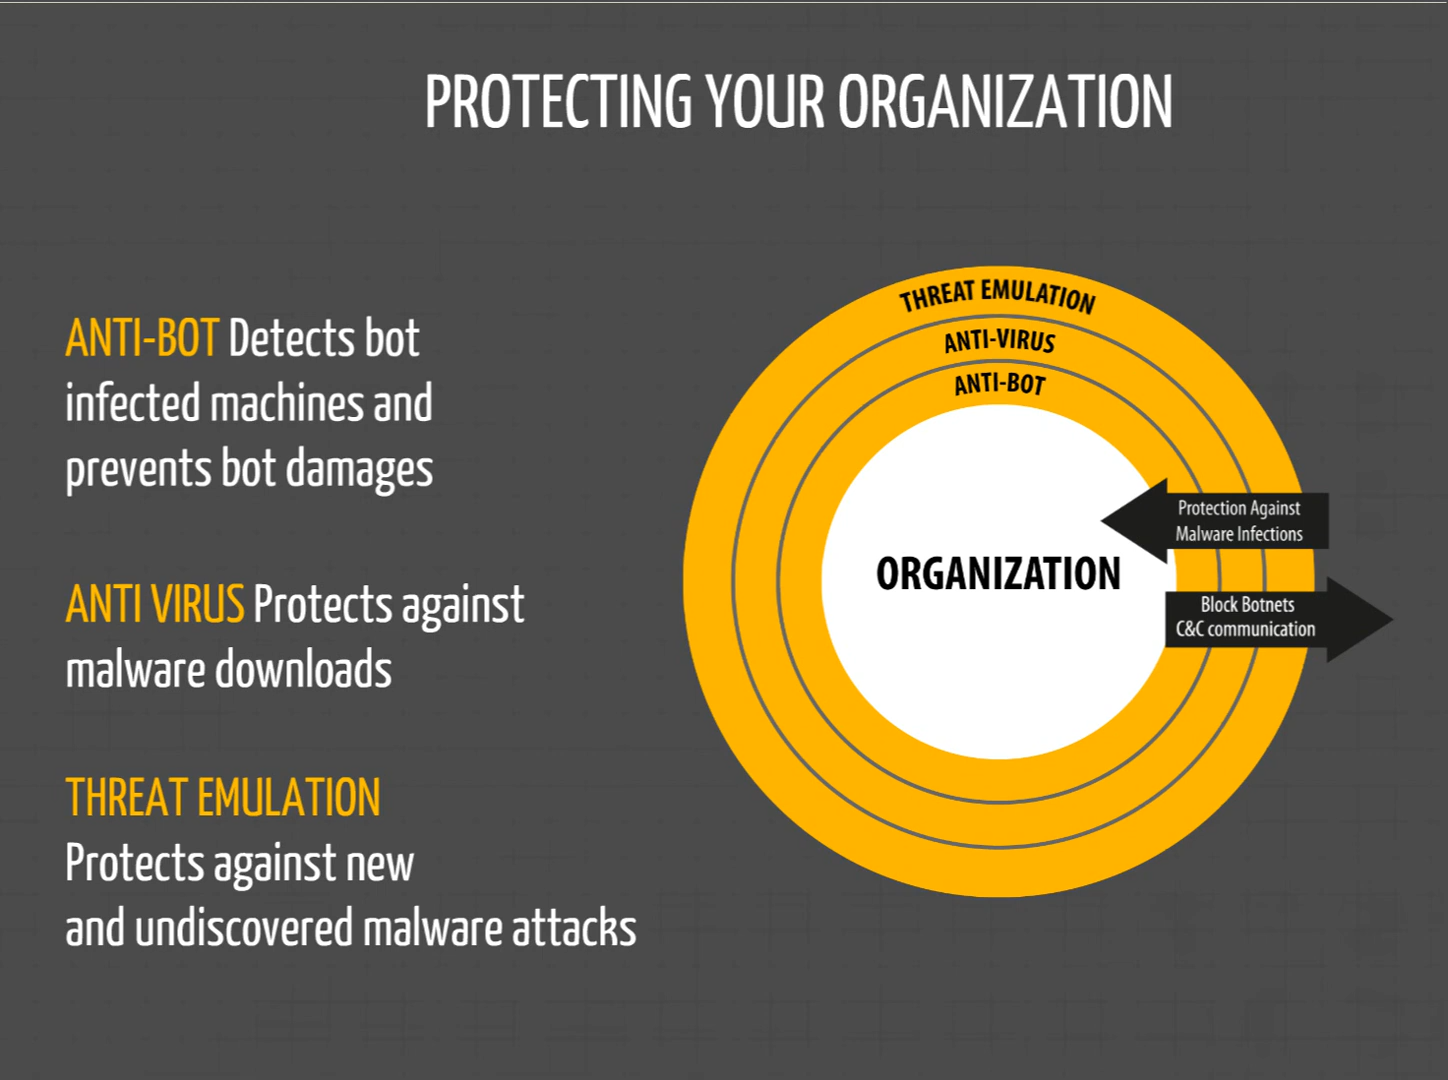 PROTECTING YOUR ORGANIZATION
ANTI-BOT Detects bot
infected machines and
prevents bot damages
ANTI VIRUS Protects against
malware downloads
THREAT EMULATION
Protects against new
and undiscovered malware attacks
THREAT EMULATION
ANTI-VIRUS
ANTI-BOT
ORGANIZATION
Protection Against
Malware Infections
Block Botnets
C&C communication